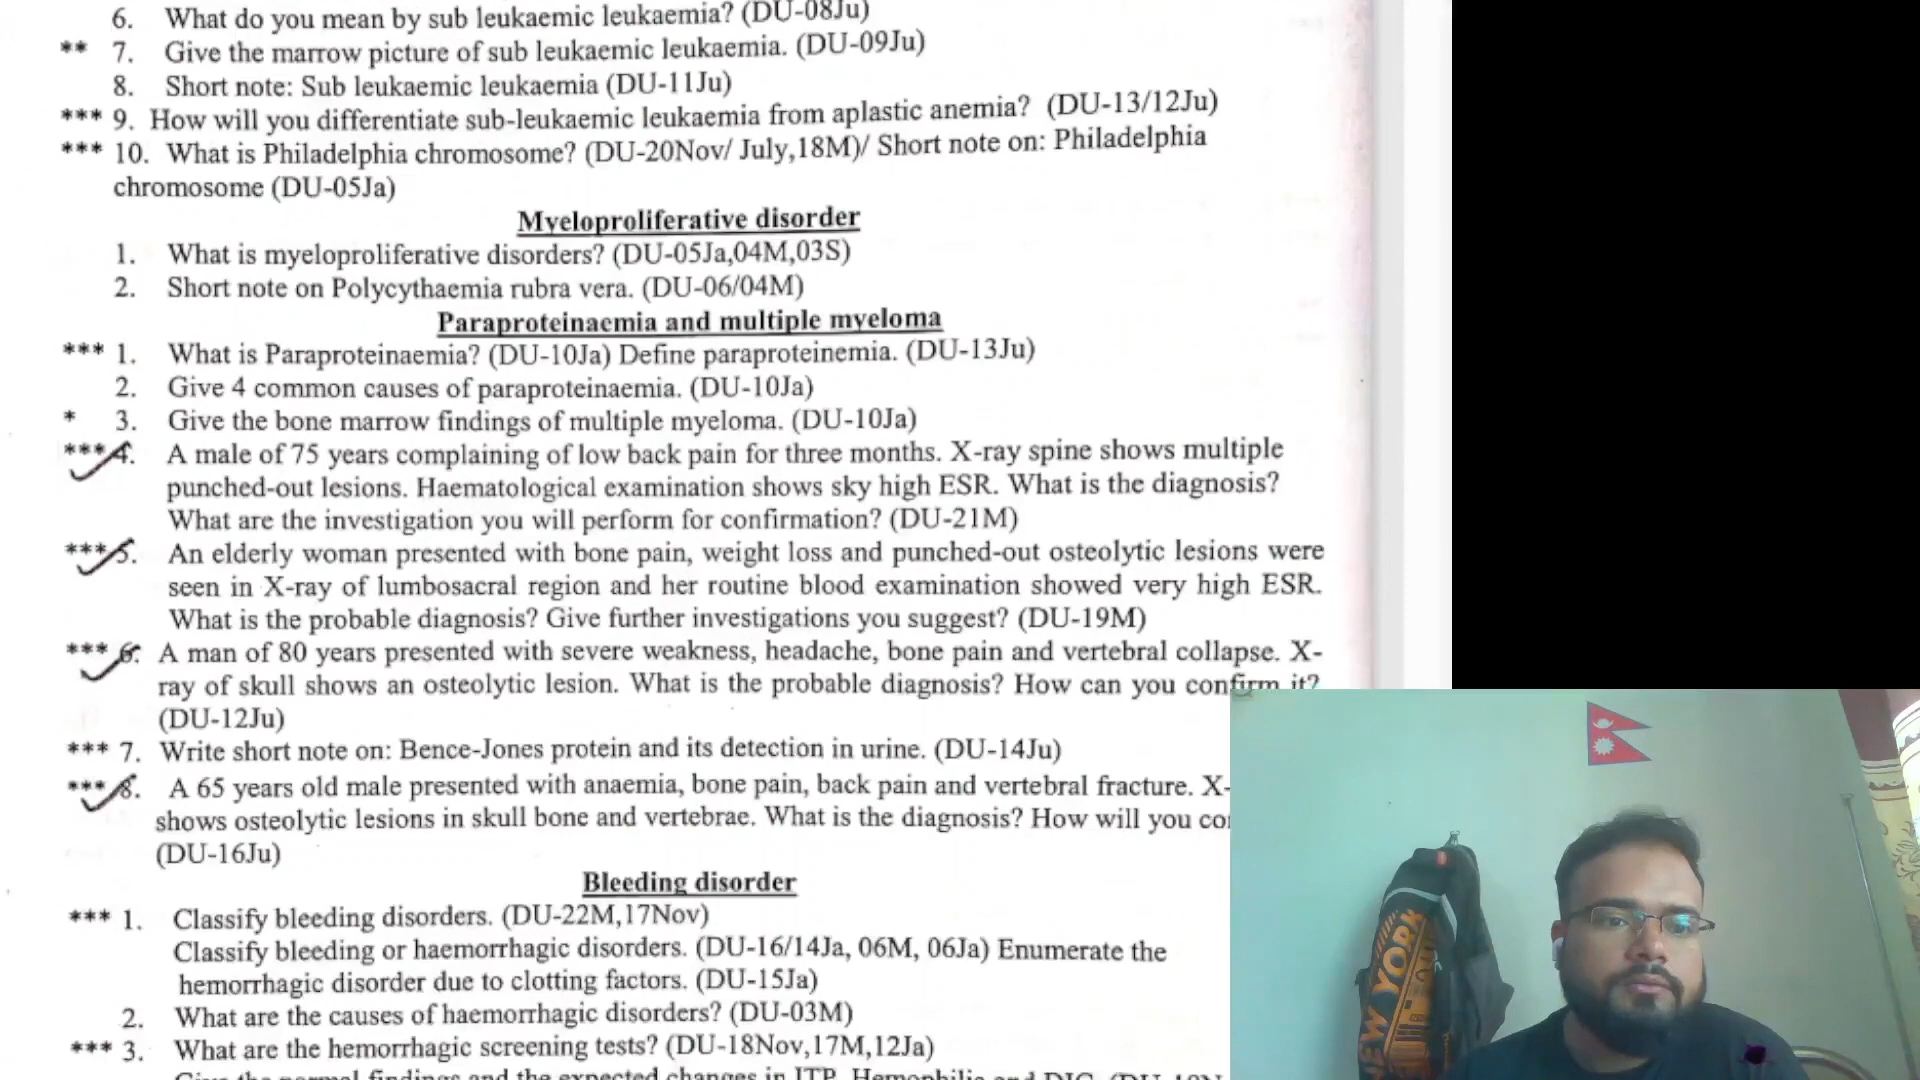 6. What do you mean by sub leukaemic leukaemia? (DU-08Ju)
** 7. Give the marrow picture of sub leukaemic leukaemia. (DU-09Ju)
8. Short note: Sub leukaemic leukaemia (DU-11Ju)
*** 9. How will you differentiate sub-leukaemic leukaemia from aplastic anemia? (DU-13/12Ju)
*** 10. What is Philadelphia chromosome? (DU-20Nov/ July,18M)/ Short note on: Philadelphia
chromosome (DU-05Ja)
Myeloproliferative disorder
1. What is myeloproliferative disorders? (DU-05Ja,04M,03S)
2. Short note on Polycythaemia rubra vera. (DU-06/04M)
Paraproteinaemia and multiple myeloma
*** 1. What is Paraproteinaemia? (DU-10Ja) Define paraproteinemia. (DU-13Ju)
2. Give 4 common causes of paraproteinaemia. (DU-10Ja)
* 3. Give the bone marrow findings of multiple myeloma. (DU-10Ja)
*** 4. A male of 75 years complaining of low back pain for three months. X-ray spine shows multiple
punched-out lesions. Haematological examination shows sky high ESR. What is the diagnosis?
What are the investigation you will perform for confirmation? (DU-21M)
*** 5. An elderly woman presented with bone pain, weight loss and punched-out osteolytic lesions were
seen in X-ray of lumbosacral region and her routine blood examination showed very high ESR.
What is the probable diagnosis? Give further investigations you suggest? (DU-19M)
*** 6. A man of 80 years presented with severe weakness, headache, bone pain and vertebral collapse. X-
ray of skull shows an osteolytic lesion. What is the probable diagnosis? How can you confirm it?
(DU-12Ju)
*** 7. Write short note on: Bence-Jones protein and its detection in urine. (DU-14Ju)
*** 8. A 65 years old male presented with anaemia, bone pain, back pain and vertebral fracture. X-
shows osteolytic lesions in skull bone and vertebrae. What is the diagnosis? How will you
(DU-16Ju)
Bleeding disorder
*** 1. Classify bleeding disorders. (DU-22M,17Nov)
Classify bleeding or haemorrhagic disorders. (DU-16/14Ja, 06M, 06Ja) Enumerate the
hemorrhagic disorder due to clotting factors. (DU-15Ja)
2. What are the causes of haemorrhagic disorders? (DU-03M)
*** 3. What are the hemorrhagic screening tests? (DU-18Nov,17M,12Ja)
NEW YORK